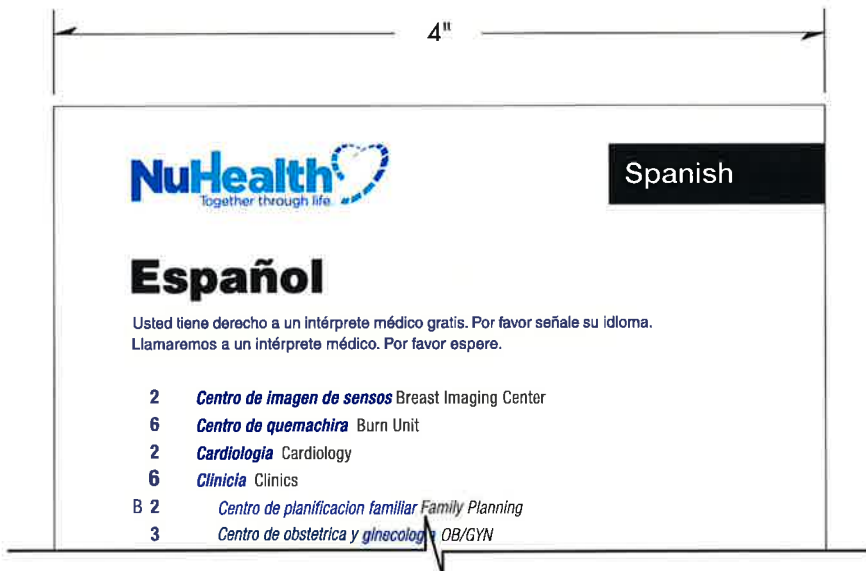 4"
NuHealth
Together through life.
Spanish
Español
Usted tiene derecho a un intérprete médico gratis. Por favor señale su idioma.
Llamaremos a un intérprete médico. Por favor espere.
2 Centro de imagen de sensos Breast Imaging Center
6 Centro de quemachira Burn Unit
2 Cardiologia Cardiology
6 Clinicia Clinics
B 2 Centro de planificacion familiar Family Planning
3 Centro de obstetrica y ginecologia OB/GYN